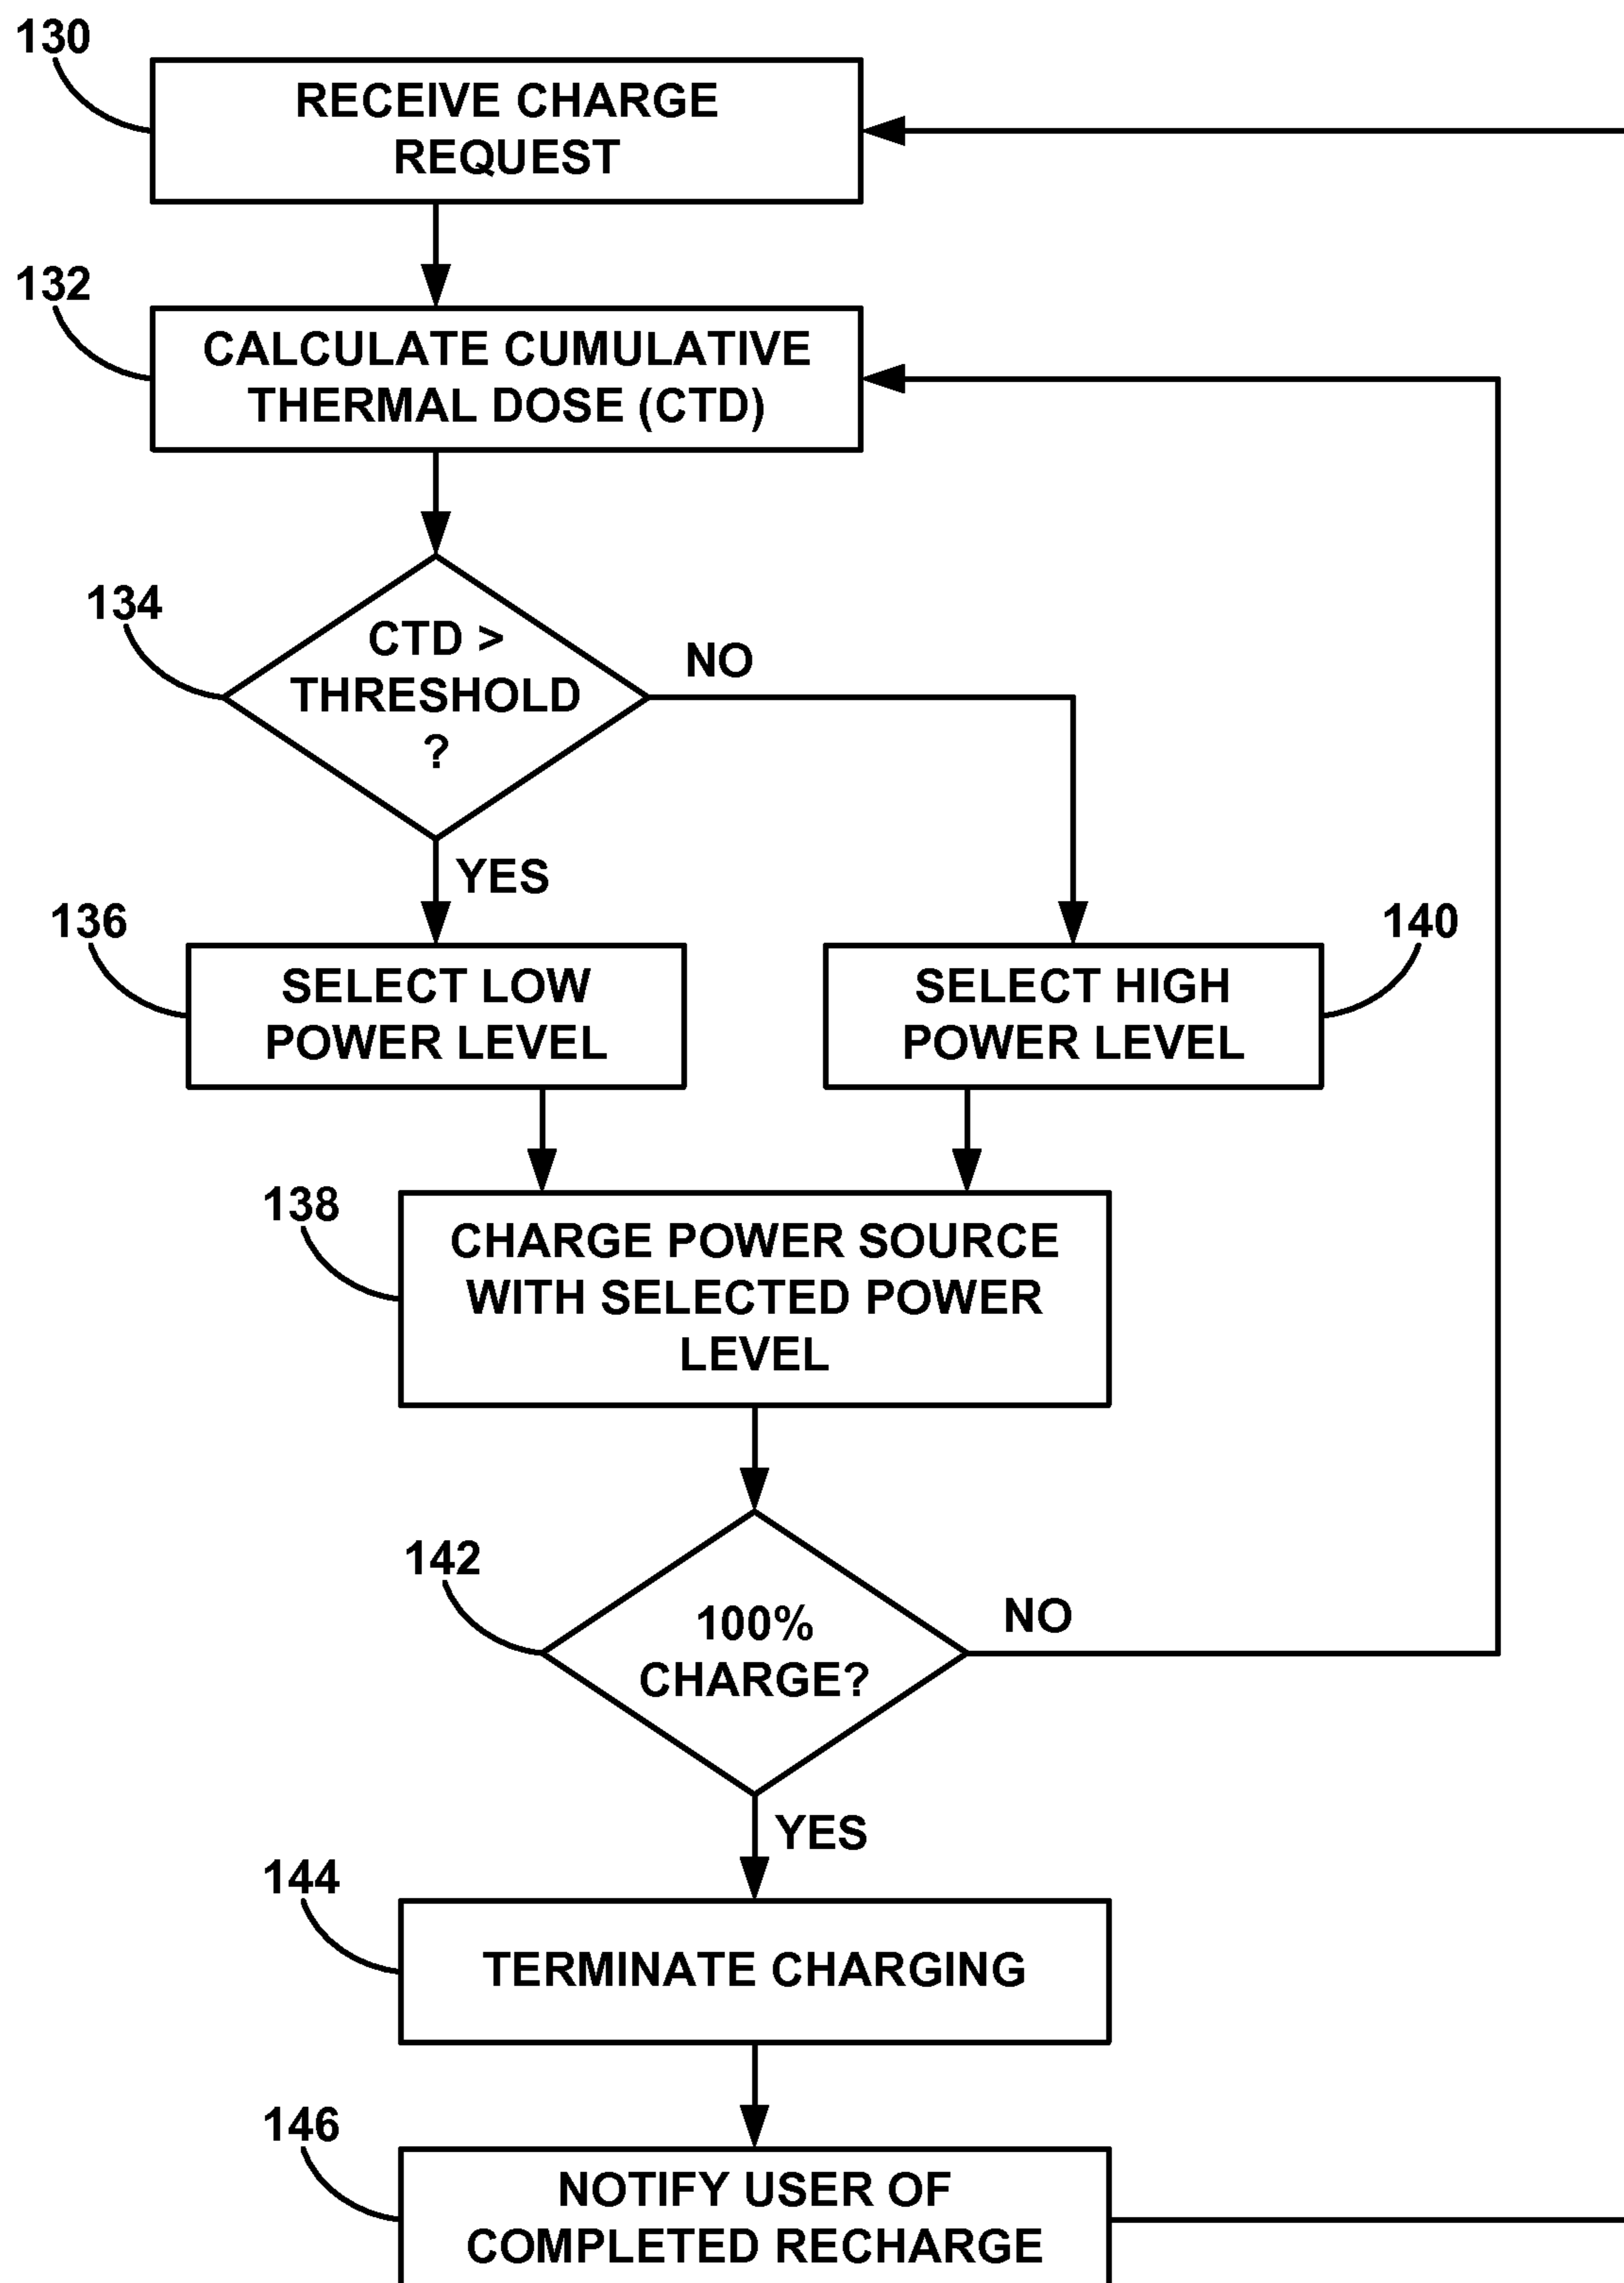 130
RECEIVE CHARGE
REQUEST
132
CALCULATE CUMULATIVE
THERMAL DOSE (CTD)
134
CTD >
THRESHOLD
?
NO
YES
136
SELECT LOW
POWER LEVEL
140
SELECT HIGH
POWER LEVEL
138
CHARGE POWER SOURCE
WITH SELECTED POWER
LEVEL
142
100%
CHARGE?
NO
YES
144
TERMINATE CHARGING
146
NOTIFY USER OF
COMPLETED RECHARGE